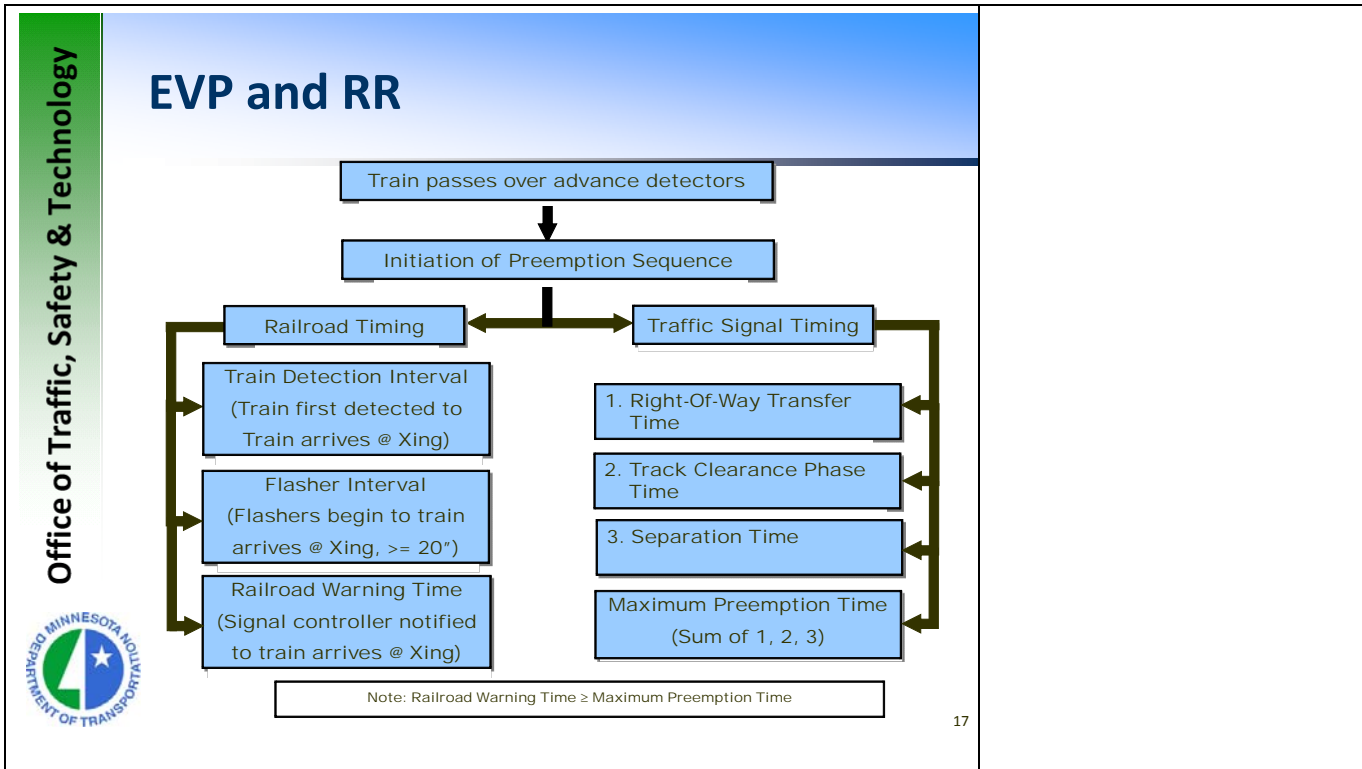 Office of Traffic, Safety & Technology
EVP and RR
Train passes over advance detectors
Initiation of Preemption Sequence
Railroad Timing
Train Detection Interval
(Train first detected to
Train arrives @ Xing)
Flasher Interval
(Flashers begin to train
arrives @ Xing, >= 20”)
Railroad Warning Time
(Signal controller notified
to train arrives @ Xing)
Traffic Signal Timing
1. Right-Of-Way Transfer
Time
2. Track Clearance Phase
Time
3. Separation Time
Maximum Preemption Time
(Sum of 1, 2, 3)
Note: Railroad Warning Time ≥ Maximum Preemption Time
MINNESOTA
DEPARTMENT OF TRANSPORTATION
17